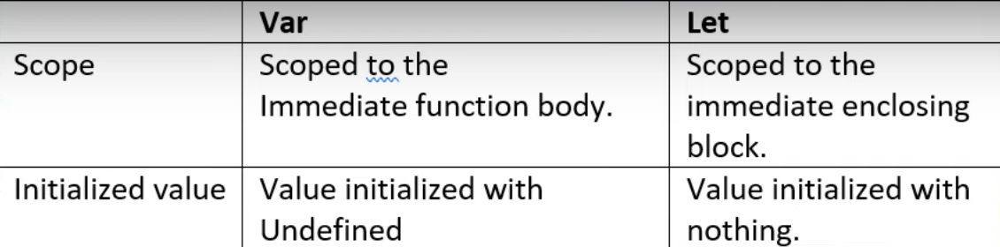 Var Let
Scope Scoped to the Scoped to the
Immediate function body. immediate enclosing
block.
Initialized value Value initialized with Value initialized with
Undefined nothing.